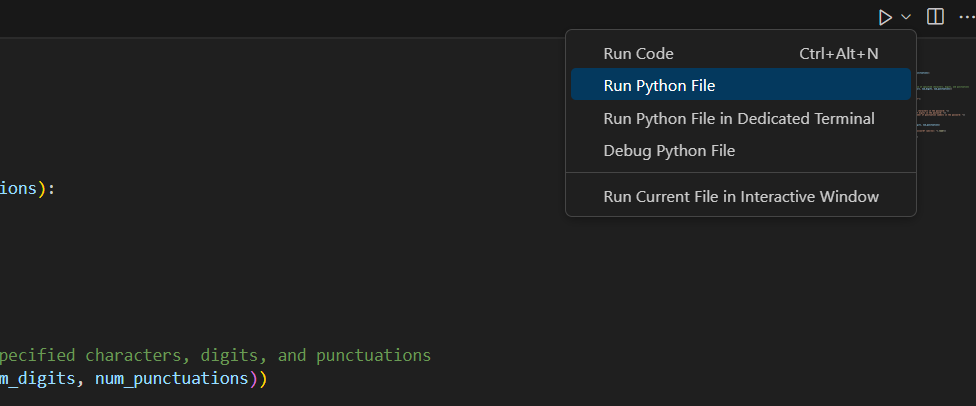 Run Code Ctrl+Alt+N
Run Python File
Run Python File in Dedicated Terminal
Debug Python File
ions):
Run Current File in Interactive Window
pecified characters, digits, and punctuations
m_digits, num_punctuations))